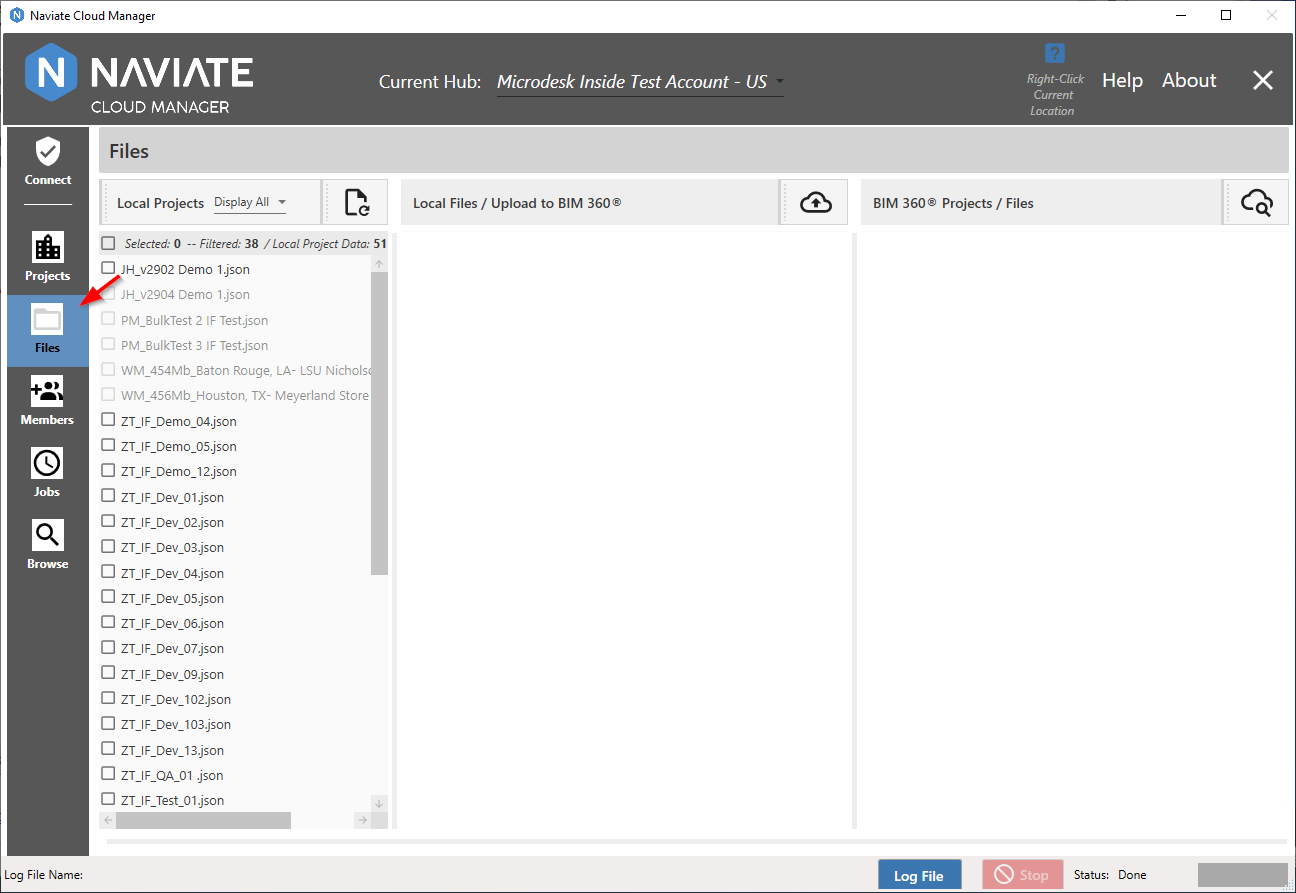 Naviate Cloud Manager
NAVIATE
CLOUD MANAGER
Current Hub: Microdesk Inside Test Account - US
?
Right-Click
Current
Location
Help
About
Connect
Projects
Files
Members
Jobs
Browse
Files
Local Projects Display All
Local Files / Upload to BIM 360®
BIM 360® Projects / Files
Selected: 0 -- Filtered: 38 / Local Project Data: 51
JH_v2902 Demo 1.json
JH_v2904 Demo 1.json
PM_BulkTest 2 IF Test.json
PM_BulkTest 3 IF Test.json
WM_454Mb_Baton Rouge, LA- LSU Nicholso
WM_456Mb_Houston, TX- Meyerland Store
ZT_IF_Demo_04.json
ZT_IF_Demo_05.json
ZT_IF_Demo_12.json
ZT_IF_Dev_01.json
ZT_IF_Dev_02.json
ZT_IF_Dev_03.json
ZT_IF_Dev_04.json
ZT_IF_Dev_05.json
ZT_IF_Dev_06.json
ZT_IF_Dev_07.json
ZT_IF_Dev_09.json
ZT_IF_Dev_102.json
ZT_IF_Dev_103.json
ZT_IF_Dev_13.json
ZT_IF_QA_01 .json
ZT_IF_Test_01.json
Log File Name:
Log File
Stop
Status: Done